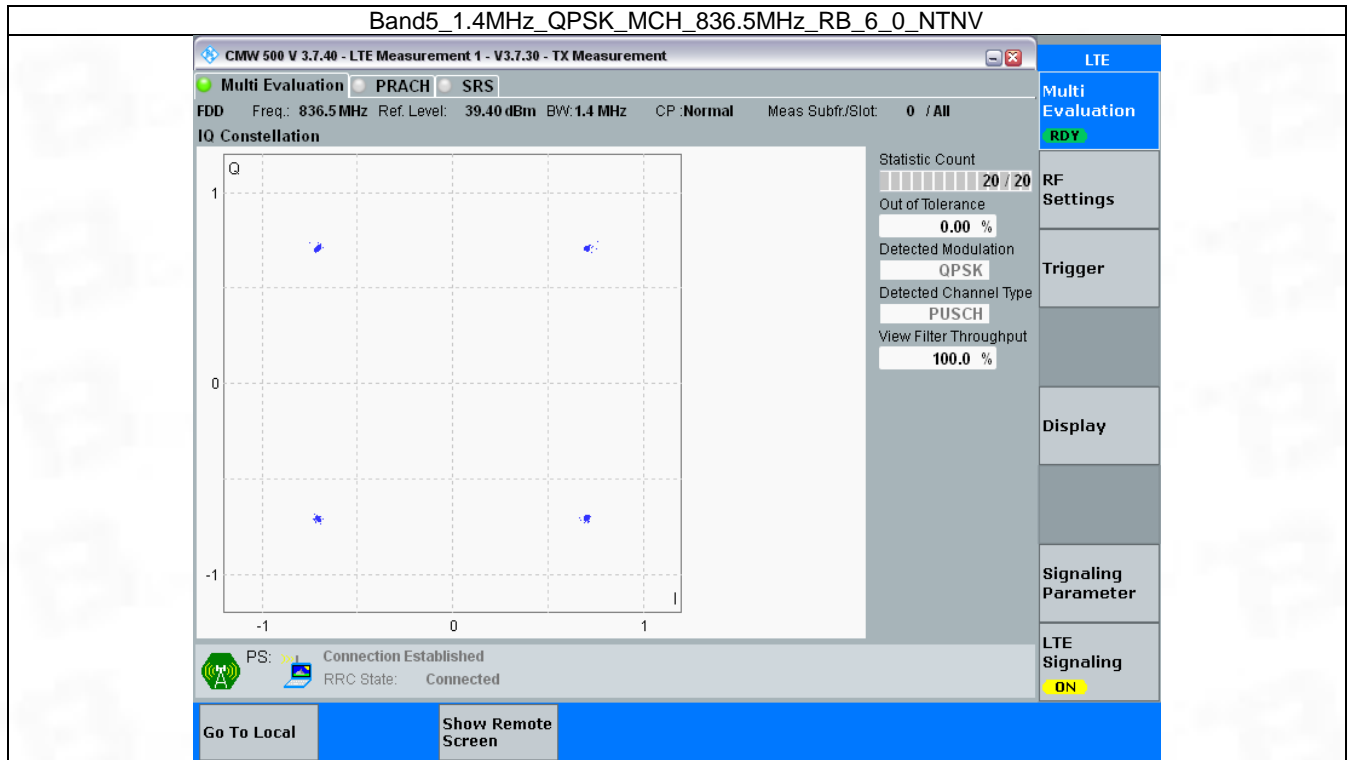 Band5_1.4MHz_QPSK_MCH_836.5MHz_RB_6_0_NTNV
CMW 500 V 3.7.40 - LTE Measurement 1 - V3.7.30 - TX Measurement
LTE
Multi Evaluation PRACH SRS
Multi
Evaluation
RDY
FDD Freq.: 836.5 MHz Ref. Level: 39.40 dBm BW: 1.4 MHz CP : Normal Meas Subfr./Slot: 0 / All
IQ Constellation
Q
1
0
-1
I
-1 0 1
Statistic Count
20 / 20
Out of Tolerance
0.00 %
Detected Modulation
QPSK
Detected Channel Type
PUSCH
View Filter Throughput
100.0 %
RF
Settings
Trigger
Display
Signaling
Parameter
LTE
Signaling
ON
PS: Connection Established
RRC State: Connected
Go To Local
Show Remote
Screen